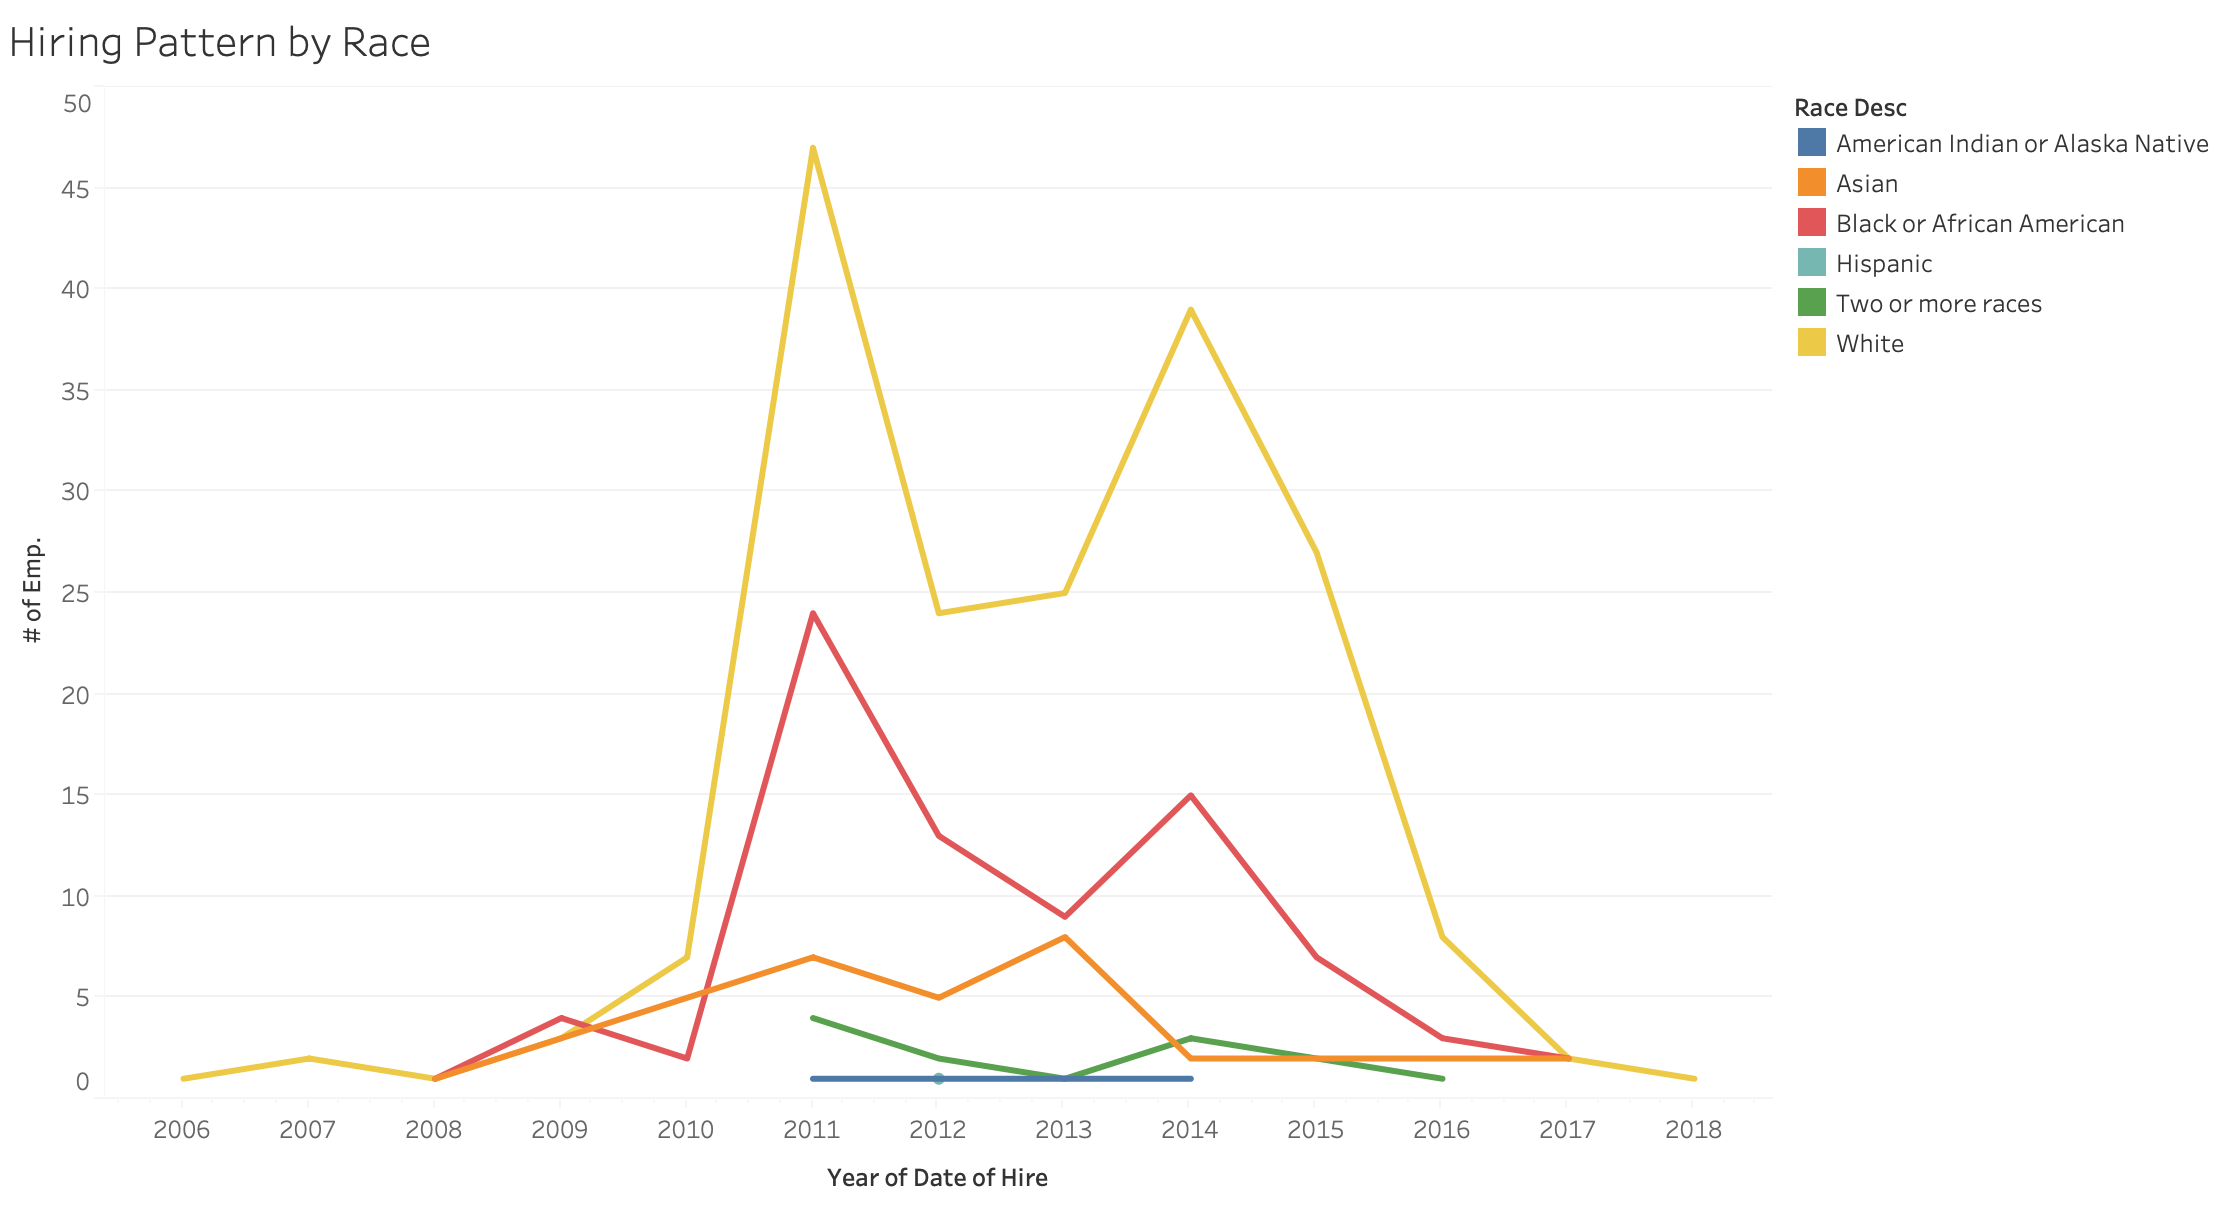 Hiring Pattern by Race
50
45
40
35
30
25
20
15
10
5
0
# of Emp.
2006 2007 2008 2009 2010 2011 2012 2013 2014 2015 2016 2017 2018
Year of Date of Hire
Race Desc
American Indian or Alaska Native
Asian
Black or African American
Hispanic
Two or more races
White